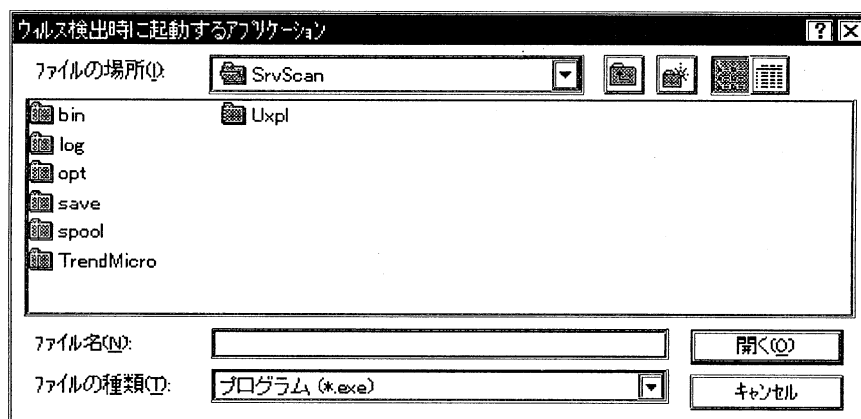 ウィルス検出時に起動するアプリケーション
ファイルの場所(I):
SrvScan
bin
Uxpl
log
opt
save
spool
TrendMicro
ファイル名(N):
開く(O)
ファイルの種類(T):
プログラム (*.exe)
キャンセル